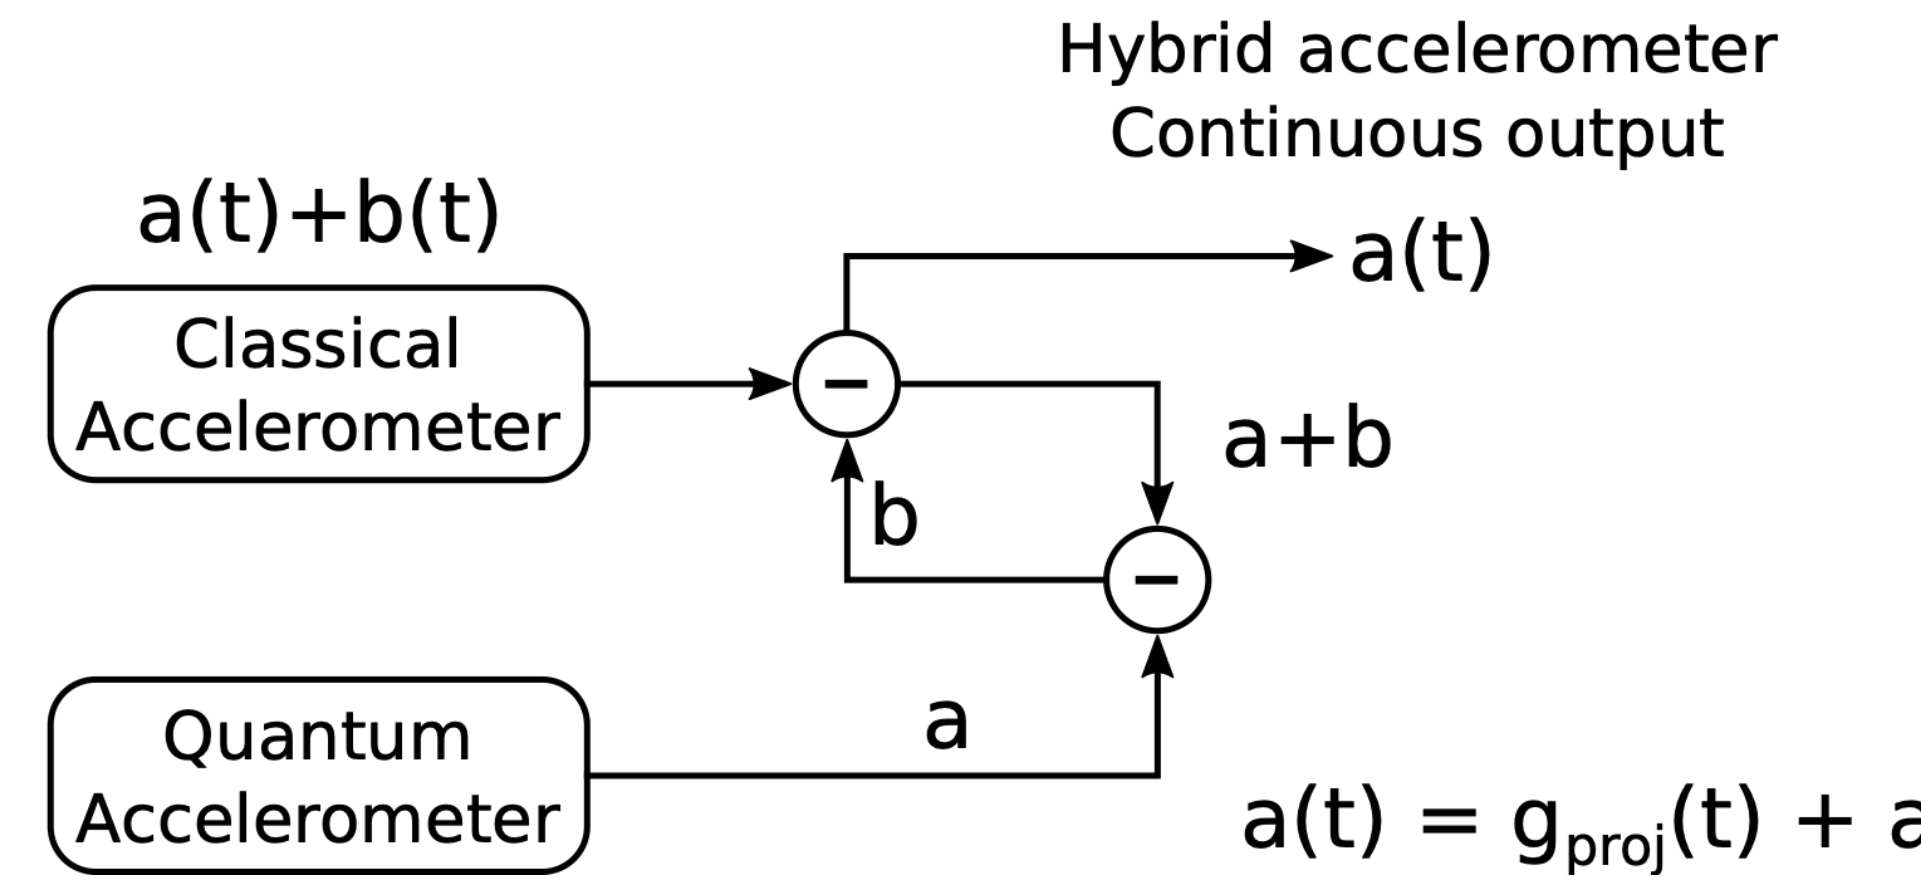 Hybrid accelerometer
Continuous output
a(t)+b(t)
a(t)
Classical
Accelerometer
−
a+b
b
−
Quantum
Accelerometer
a
a(t) = gproj(t) + a